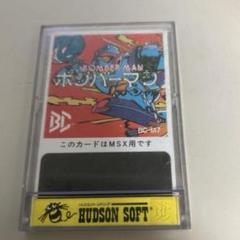 BOMBER MAN
ボンバーマン
BC
BC-M7
このカードはMSX用です
HUDSON GROUP
HUDSON SOFT